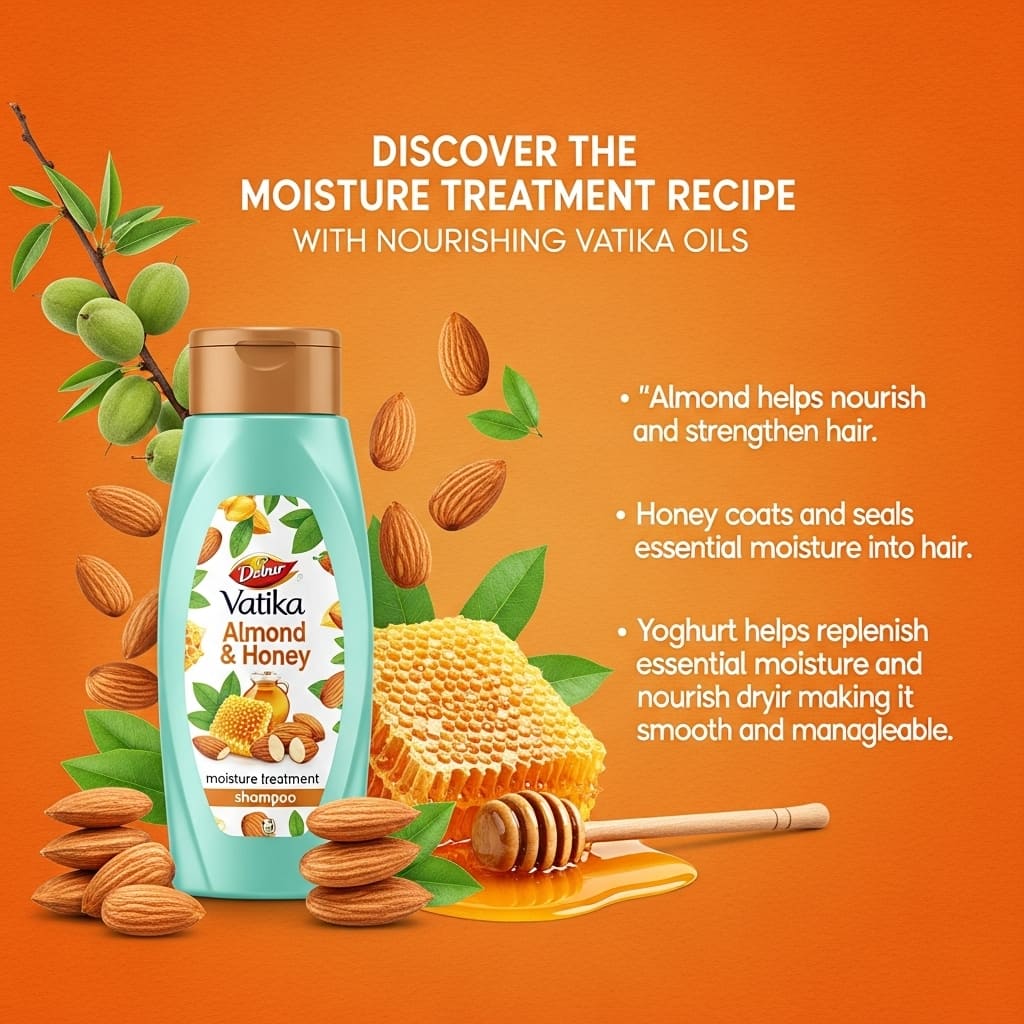 DISCOVER THE
MOISTURE TREATMENT RECIPE
WITH NOURISHING VATIKA OILS
• "Almond helps nourish
and strengthen hair.
• Honey coats and seals
essential moisture into hair.
• Yoghurt helps replenish
essential moisture and
nourish dryir making it
smooth and managleable.
Dabur
Vatika
Almond
& Honey
moisture treatment
shampoo